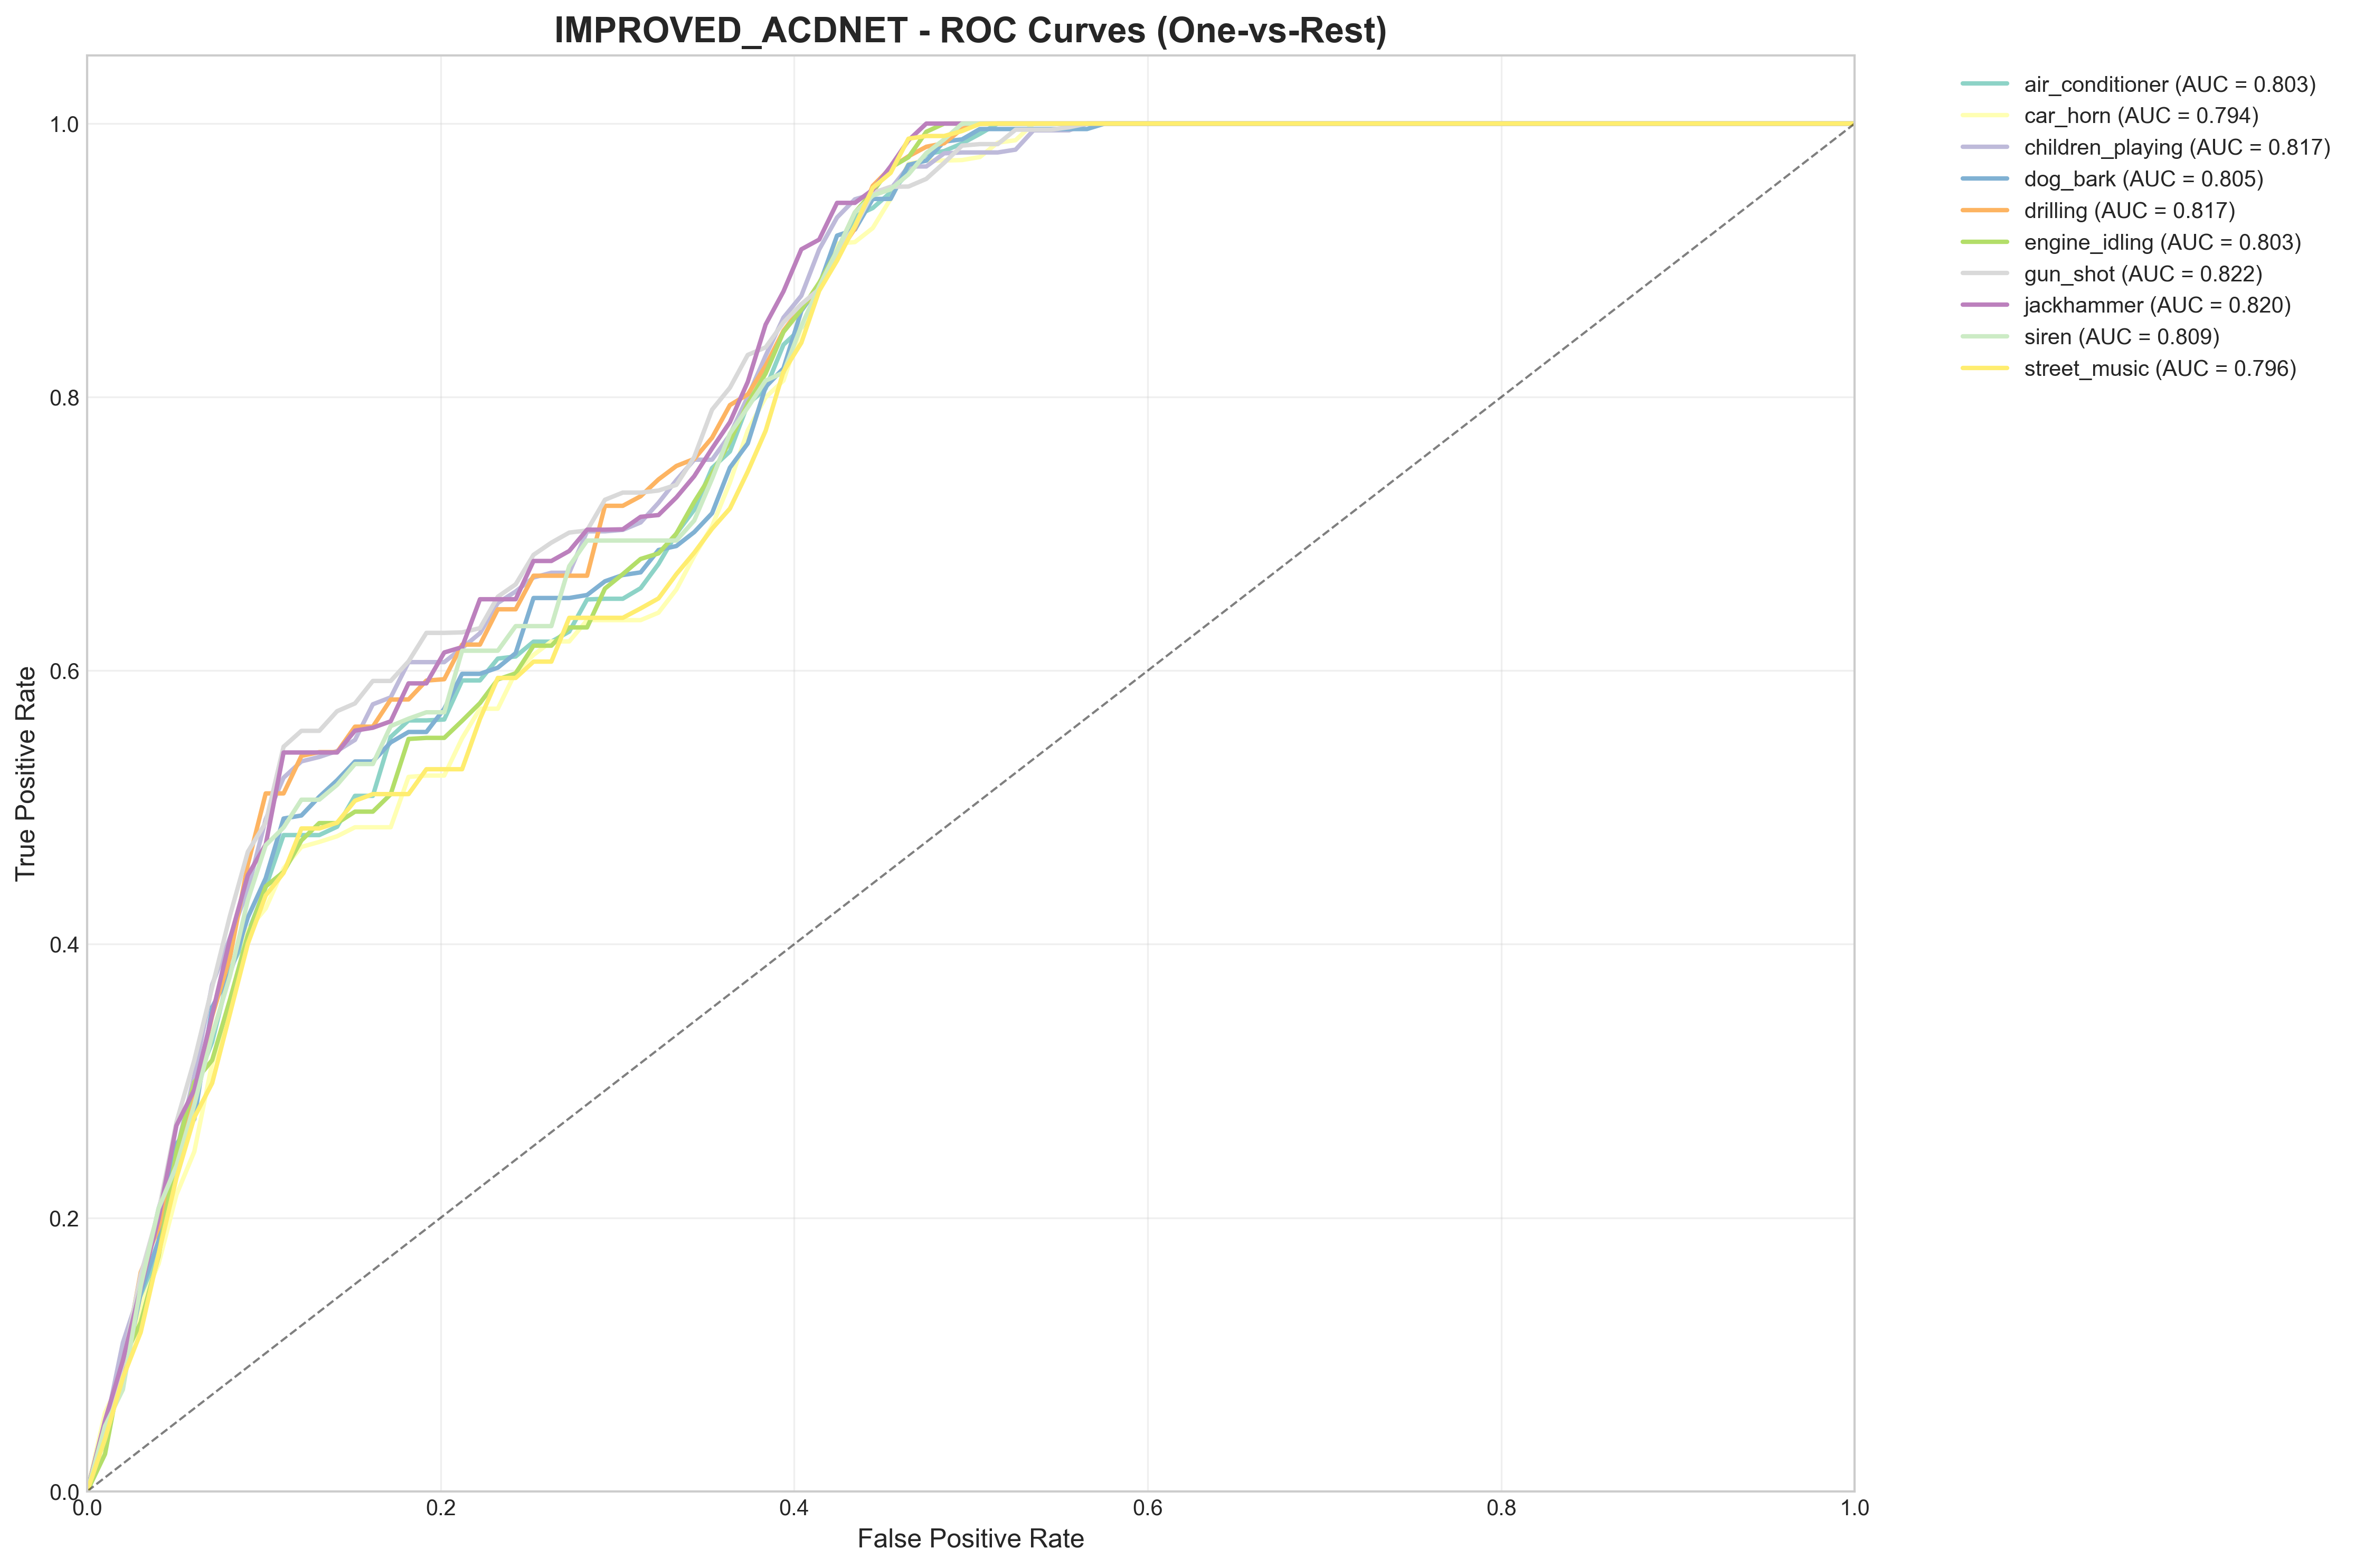 IMPROVED_ACDNET - ROC Curves (One-vs-Rest)
air_conditioner (AUC = 0.803)
car_horn (AUC = 0.794)
children_playing (AUC = 0.817)
dog_bark (AUC = 0.805)
drilling (AUC = 0.817)
engine_idling (AUC = 0.803)
gun_shot (AUC = 0.822)
jackhammer (AUC = 0.820)
siren (AUC = 0.809)
street_music (AUC = 0.796)
True Positive Rate
1.0
0.8
0.6
0.4
0.2
0.0
0.0 0.2 0.4 0.6 0.8 1.0
False Positive Rate